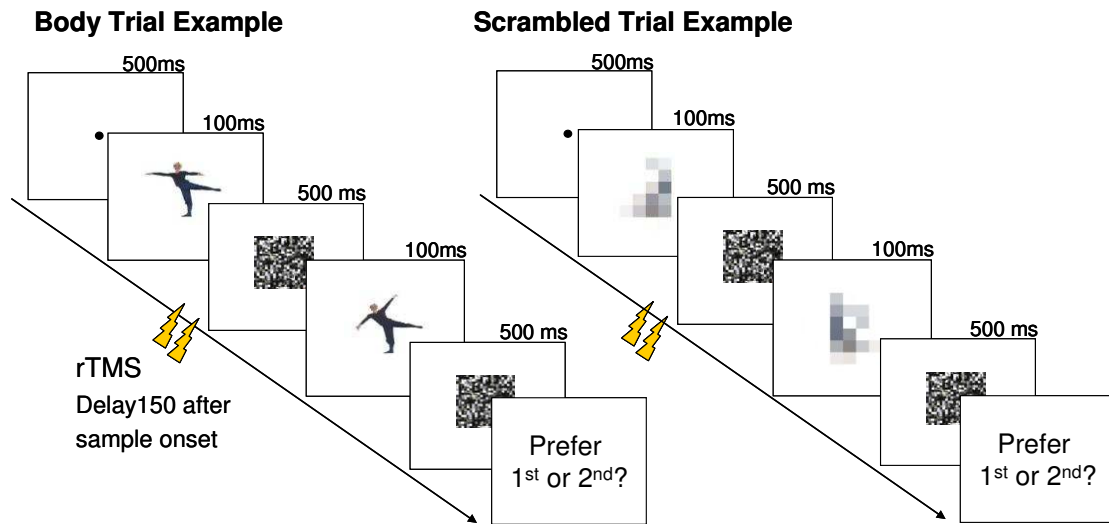 Body Trial Example
500ms
100ms
500 ms
100ms
500 ms
rTMS
Delay150 after
sample onset
Prefer
1st or 2nd?
Scrambled Trial Example
500ms
100ms
500 ms
100ms
500 ms
Prefer
1st or 2nd?